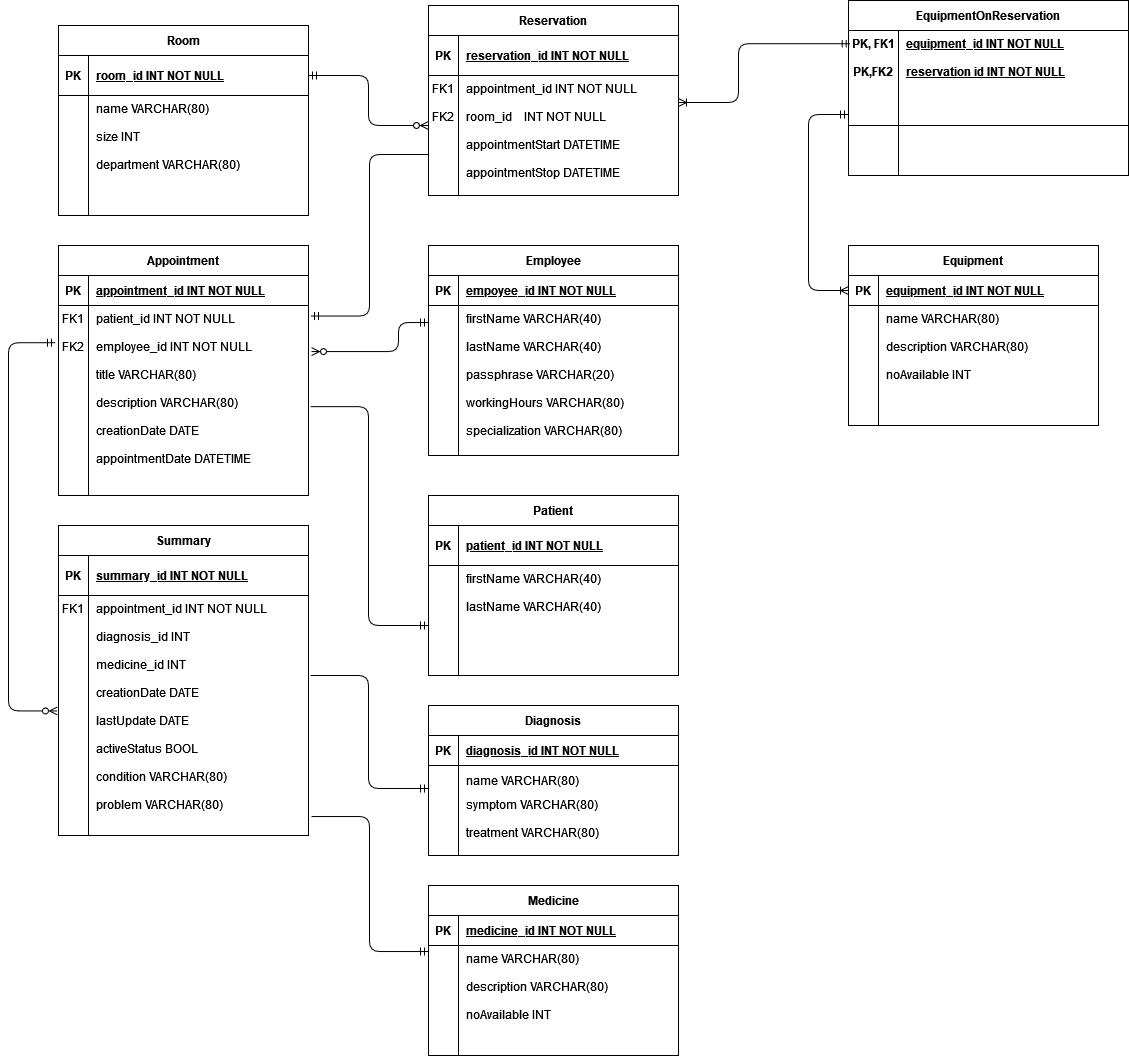 Room
PK room_id INT NOT NULL
name VARCHAR(80)
size INT
department VARCHAR(80)
Reservation
PK reservation_id INT NOT NULL
FK1 appointment_id INT NOT NULL
FK2 room_id INT NOT NULL
appointmentStart DATETIME
appointmentStop DATETIME
EquipmentOnReservation
PK, FK1 equipment_id INT NOT NULL
PK,FK2 reservation id INT NOT NULL
Appointment
PK appointment_id INT NOT NULL
FK1 patient_id INT NOT NULL
FK2 employee_id INT NOT NULL
title VARCHAR(80)
description VARCHAR(80)
creationDate DATE
appointmentDate DATETIME
Employee
PK empoyee_id INT NOT NULL
firstName VARCHAR(40)
lastName VARCHAR(40)
passphrase VARCHAR(20)
workingHours VARCHAR(80)
specialization VARCHAR(80)
Equipment
PK equipment_id INT NOT NULL
name VARCHAR(80)
description VARCHAR(80)
noAvailable INT
Summary
PK summary_id INT NOT NULL
FK1 appointment_id INT NOT NULL
diagnosis_id INT
medicine_id INT
creationDate DATE
lastUpdate DATE
activeStatus BOOL
condition VARCHAR(80)
problem VARCHAR(80)
Patient
PK patient_id INT NOT NULL
firstName VARCHAR(40)
lastName VARCHAR(40)
Diagnosis
PK diagnosis_id INT NOT NULL
name VARCHAR(80)
symptom VARCHAR(80)
treatment VARCHAR(80)
Medicine
PK medicine_id INT NOT NULL
name VARCHAR(80)
description VARCHAR(80)
noAvailable INT